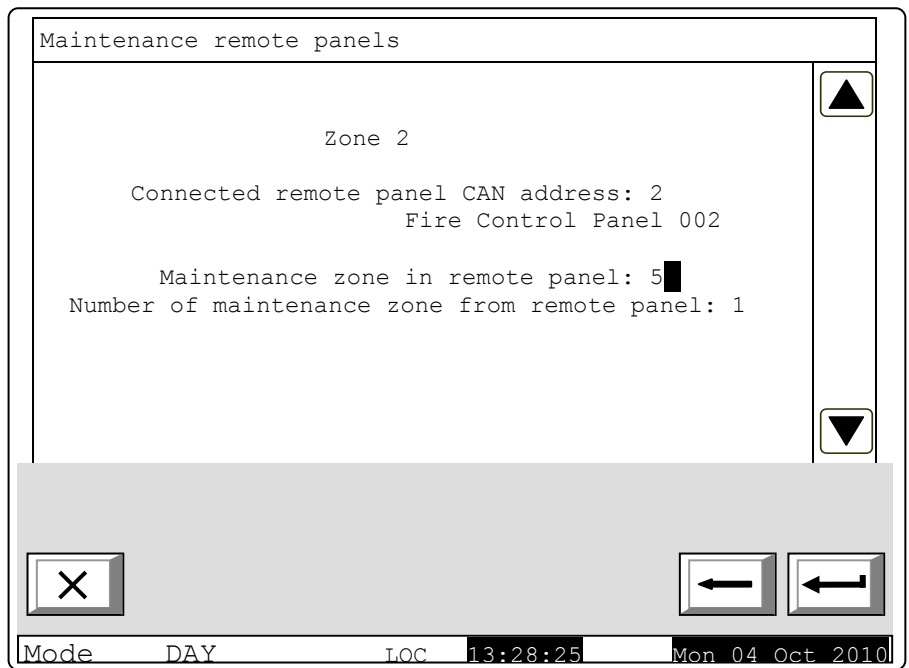 Maintenance remote panels
Zone 2
Connected remote panel CAN address: 2
Fire Control Panel 002
Maintenance zone in remote panel: 5
Number of maintenance zone from remote panel: 1
Mode DAY LOC 13:28:25 Mon 04 Oct 2010